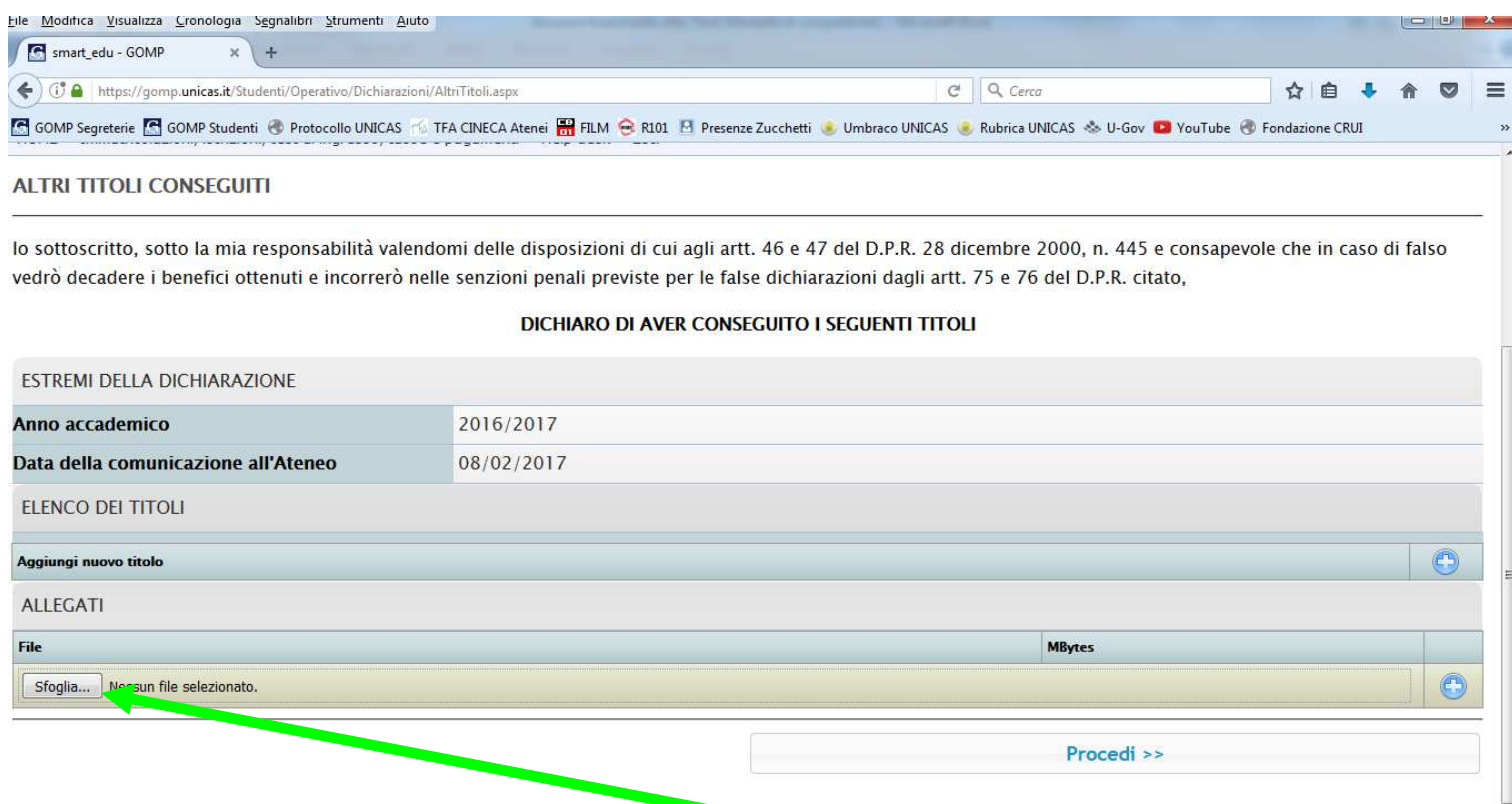 File Modifica Visualizza Cronologia Segnalibri Strumenti Aiuto
smart_edu - GOMP
https://gomp.unicas.it/Studenti/Operativo/Dichiarazioni/AltriTitoli.aspx
Cerca
GOMP Segreterie GOMP Studenti Protocollo UNICAS TFA CINECA Atenei FILM R101 Presenze Zucchetti Umbraco UNICAS Rubrica UNICAS U-Gov YouTube Fondazione CRUI
ALTRI TITOLI CONSEGUITI
Io sottoscritto, sotto la mia responsabilità valendomi delle disposizioni di cui agli artt. 46 e 47 del D.P.R. 28 dicembre 2000, n. 445 e consapevole che in caso di falso
vedrò decadere i benefici ottenuti e incorrerò nelle senzioni penali previste per le false dichiarazioni dagli artt. 75 e 76 del D.P.R. citato,
DICHIARO DI AVER CONSEGUITO I SEGUENTI TITOLI
ESTREMI DELLA DICHIARAZIONE
Anno accademico 2016/2017
Data della comunicazione all'Ateneo 08/02/2017
ELENCO DEI TITOLI
Aggiungi nuovo titolo
ALLEGATI
File MBytes
Sfoglia... Nessun file selezionato.
Procedi >>